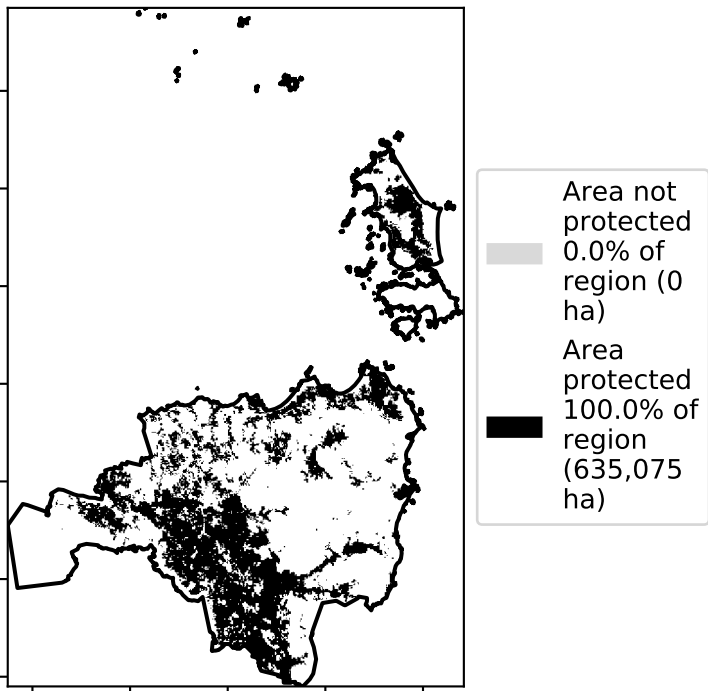 Area not
protected
0.0% of
region (0
ha)
Area
protected
100.0% of
region
(635,075
ha)